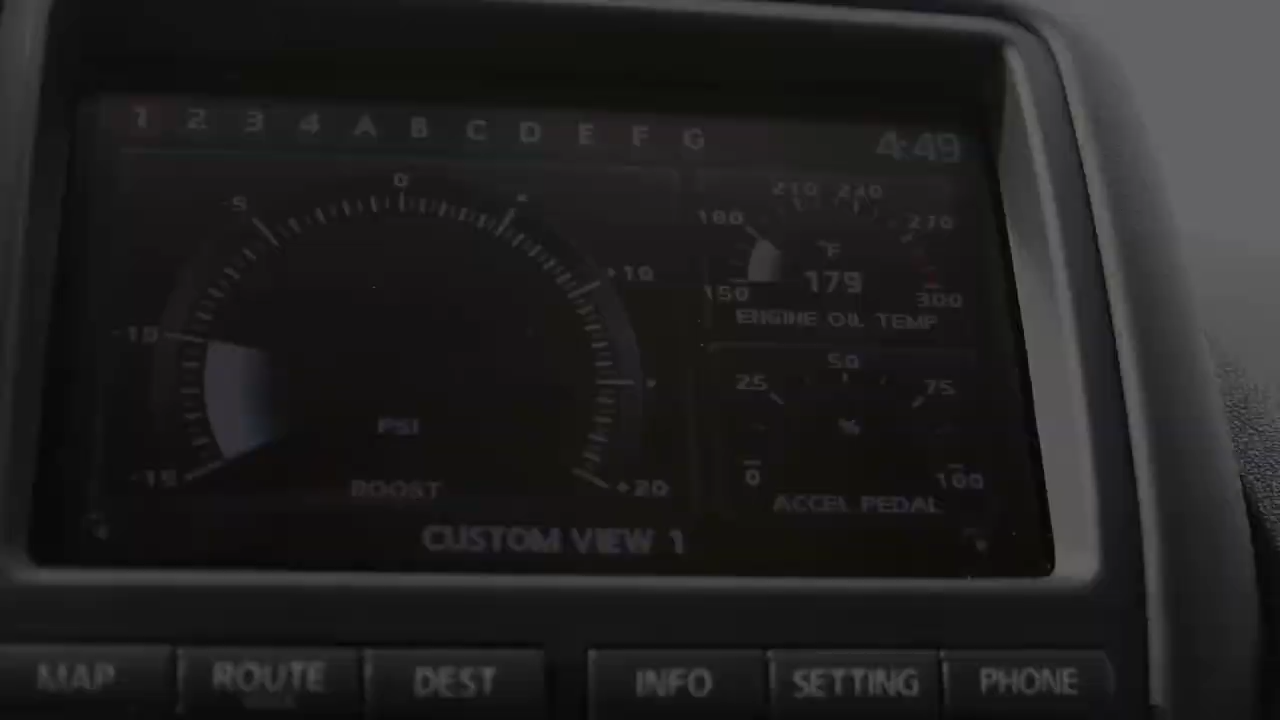 1 2 3 4 A B C D E F G 4:49
0
-5
+10
-10
-15
+20
PSI
BOOST
210 240
180 270
°F
179
150 300
ENGINE OIL TEMP
50
25 75
%
0 100
ACCEL PEDAL
CUSTOM VIEW 1
MAP ROUTE DEST INFO SETTING PHONE